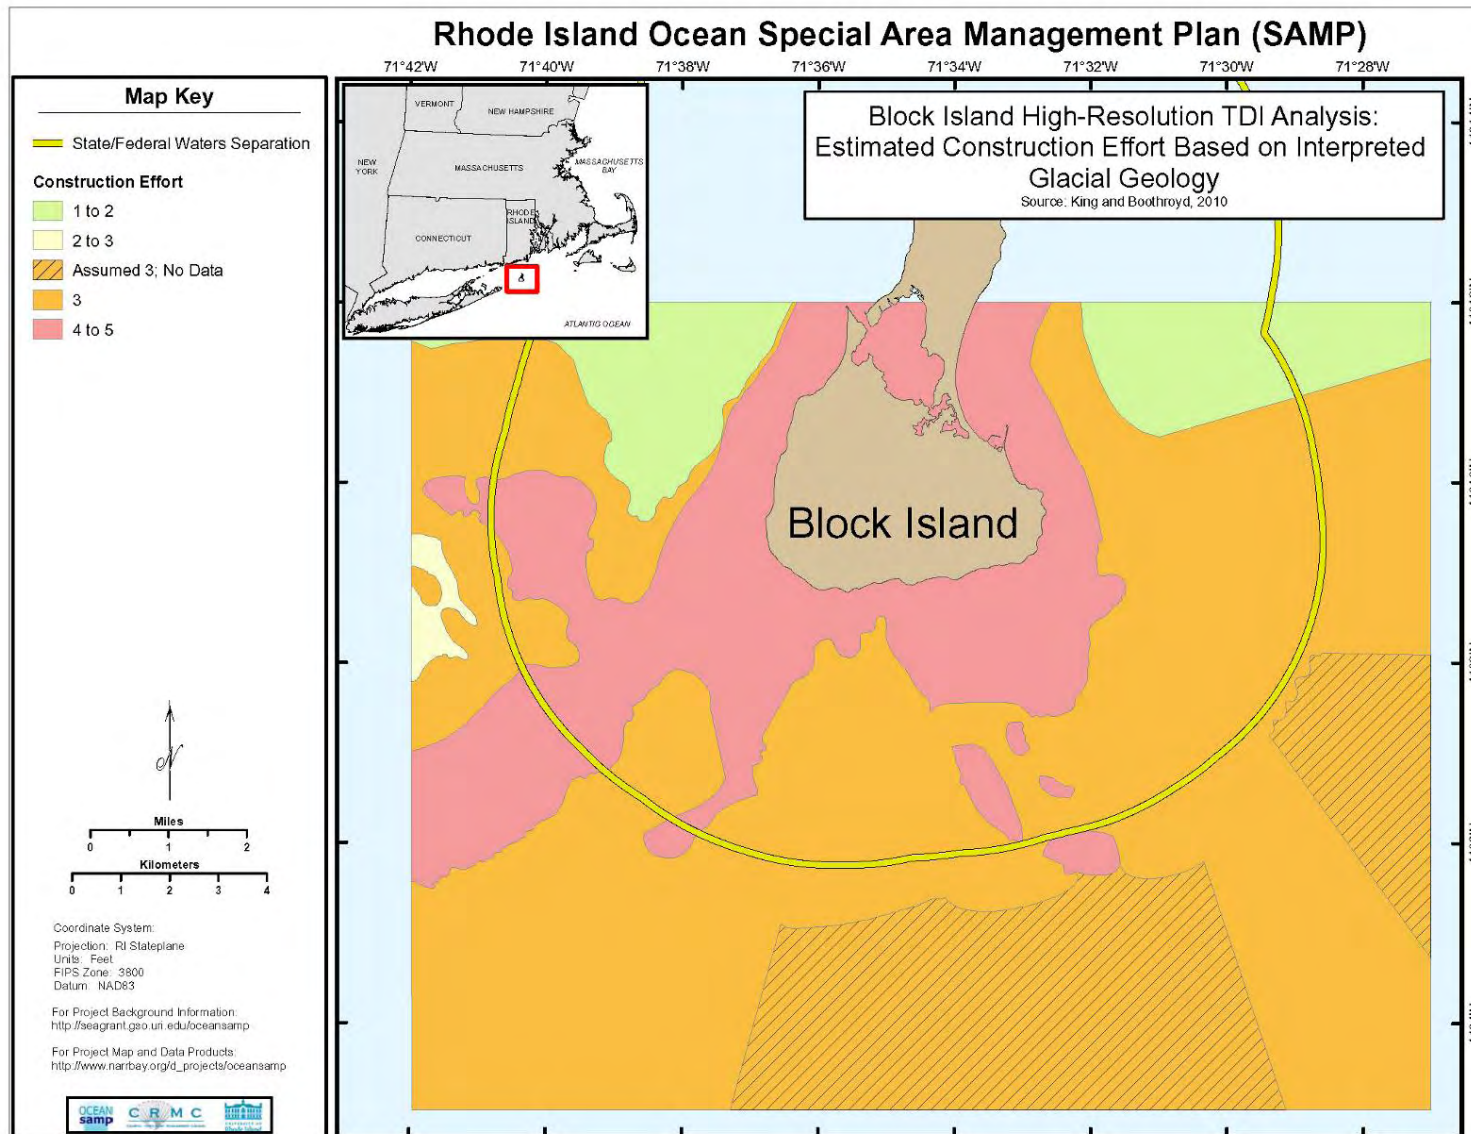 Rhode Island Ocean Special Area Management Plan (SAMP)
71°42'W 71°40'W 71°38'W 71°36'W 71°34'W 71°32'W 71°30'W 71°28'W
Map Key
State/Federal Waters Separation
Construction Effort
1 to 2
2 to 3
Assumed 3; No Data
3
4 to 5
Miles
0 1 2
Kilometers
0 1 2 3 4
Coordinate System:
Projection: RI Stateplane
Units: Feet
FIPS Zone: 3800
Datum: NAD83
For Project Background Information:
http://seagrant.gso.uri.edu/oceansamp
For Project Map and Data Products:
http://www.narrbay.org/d_projects/oceansamp
OCEAN
samp
C R M C
VERMONT
NEW HAMPSHIRE
NEW
YORK
MASSACHUSETTS
MASSACHUSETTS
BAY
RHODE
ISLAND
CONNECTICUT
ATLANTIC OCEAN
Block Island High-Resolution TDI Analysis:
Estimated Construction Effort Based on Interpreted
Glacial Geology
Source: King and Boothroyd, 2010
Block Island
N